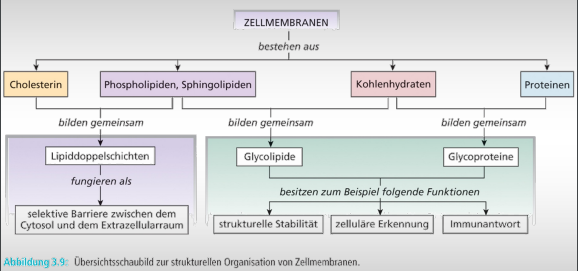 ZELLMEMBRANEN
bestehen aus
Cholesterin
Phospholipiden, Sphingolipiden
Kohlenhydraten
Proteinen
bilden gemeinsam
bilden gemeinsam
bilden gemeinsam
Lipiddoppelschichten
Glycolipide
Glycoproteine
fungieren als
besitzen zum Beispiel folgende Funktionen
selektive Barriere zwischen dem
Cytosol und dem Extrazellularraum
strukturelle Stabilität
zelluläre Erkennung
Immunantwort
Abbildung 3.9: Übersichtsschaubild zur strukturellen Organisation von Zellmembranen.